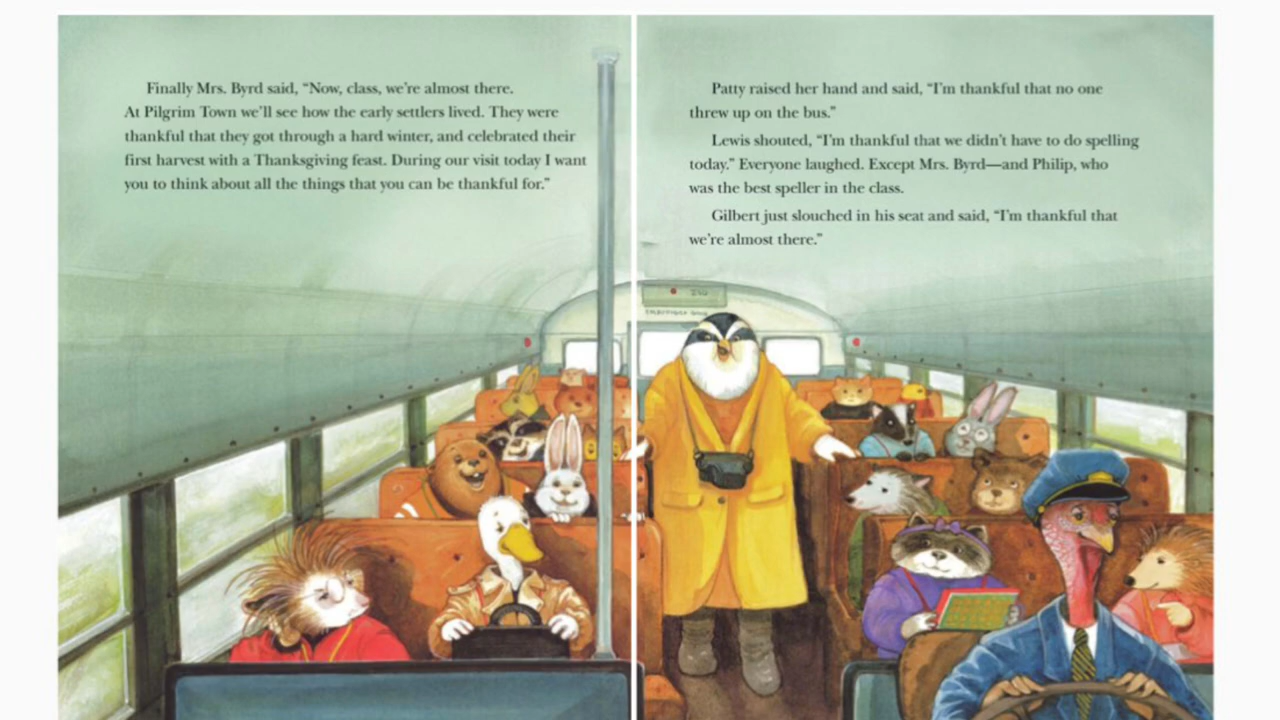 Finally Mrs. Byrd said, “Now, class, we’re almost there.
At Pilgrim Town we’ll see how the early settlers lived. They were
thankful that they got through a hard winter, and celebrated their
first harvest with a Thanksgiving feast. During our visit today I want
you to think about all the things that you can be thankful for.”
Patty raised her hand and said, “I’m thankful that no one
threw up on the bus.”
Lewis shouted, “I’m thankful that we didn’t have to do spelling
today.” Everyone laughed. Except Mrs. Byrd—and Philip, who
was the best speller in the class.
Gilbert just slouched in his seat and said, “I’m thankful that
we’re almost there.”